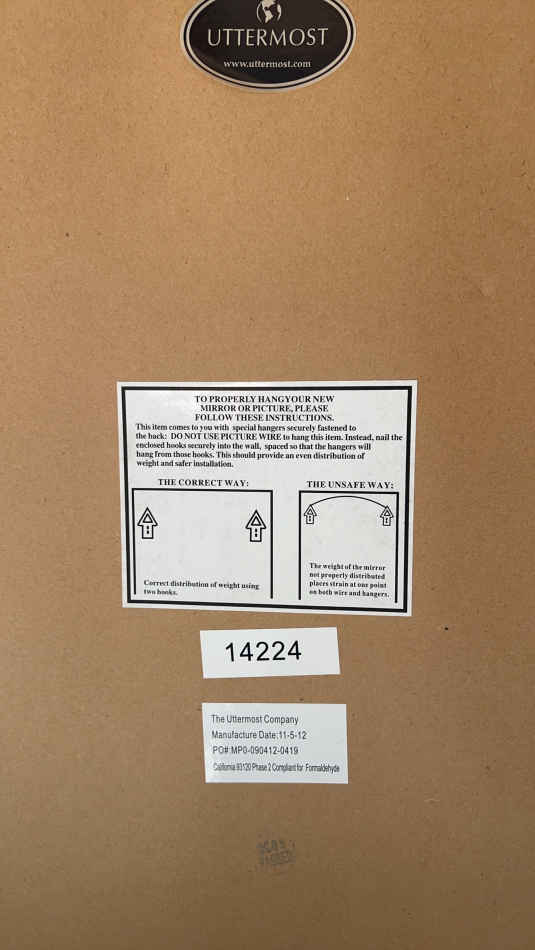 UTTERMOST
www.uttermost.com
TO PROPERLY HANGYOUR NEW
MIRROR OR PICTURE, PLEASE
FOLLOW THESE INSTRUCTIONS.
This item comes to you with special hangers securely fastened to
the back: DO NOT USE PICTURE WIRE to hang this item. Instead, nail the
enclosed hooks securely into the wall, spaced so that the hangers will
hang from those hooks. This should provide an even distribution of
weight and safer installation.
THE CORRECT WAY:
Correct distribution of weight using
two hooks.
THE UNSAFE WAY:
The weight of the mirror
not properly distributed
places strain at one point
on both wire and hangers.
14224
The Uttermost Company
Manufacture Date:11-5-12
PO#:MP0-090412-0419
California 93120 Phase 2 Compliant for Formaldehyde